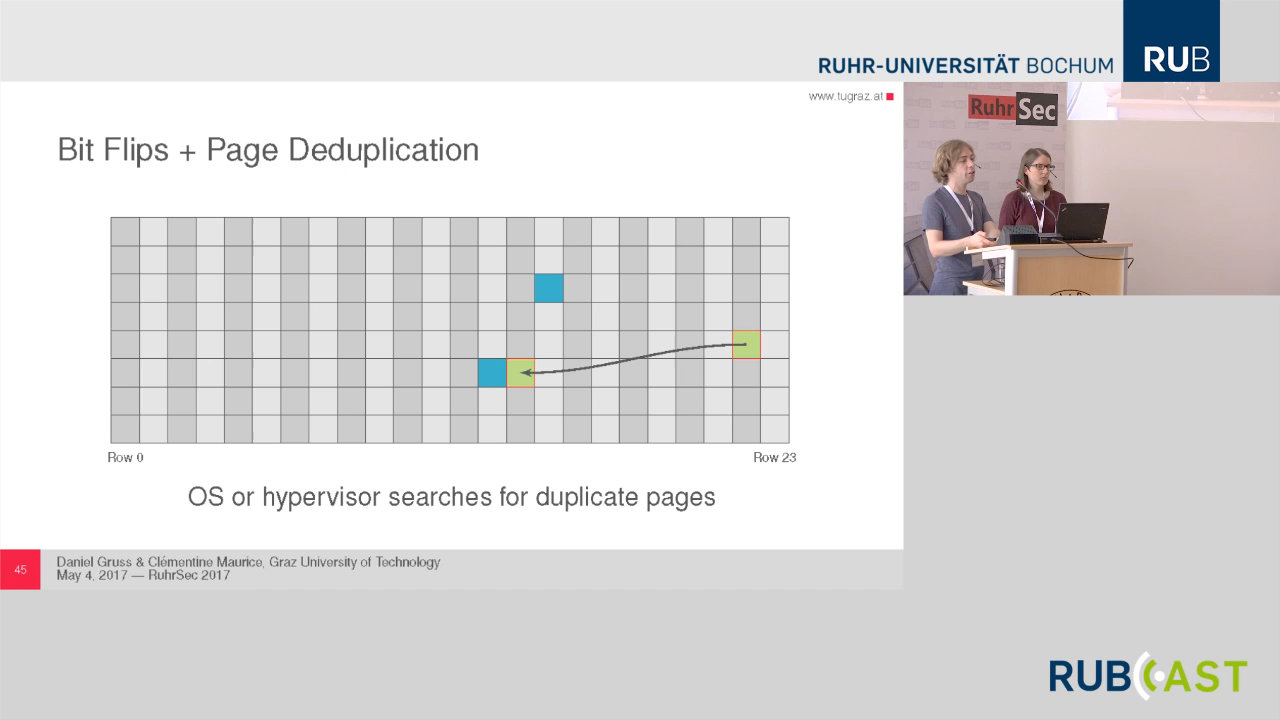 RUHR-UNIVERSITÄT BOCHUM
RUB
www.tugraz.at
RuhrSec
Bit Flips + Page Deduplication
Row 0
Row 23
OS or hypervisor searches for duplicate pages
45
Daniel Gruss & Clémentine Maurice, Graz University of Technology
May 4, 2017 — RuhrSec 2017
RUBCAST